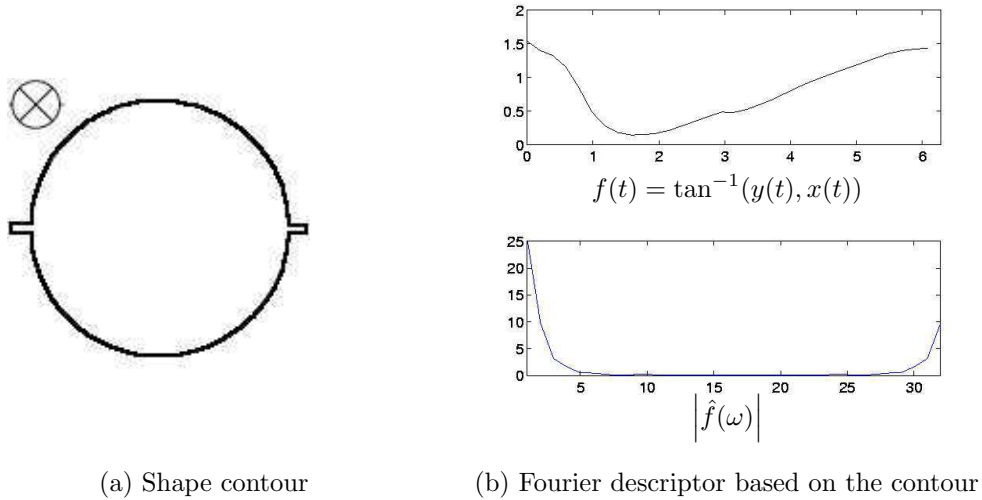 2
1.5
1
0.5
0
0 1 2 3 4 5 6
f(t) = tan⁻¹(y(t), x(t))
25
20
15
10
5
0
5 10 15 20 25 30
|f̂(ω)|
(a) Shape contour
(b) Fourier descriptor based on the contour